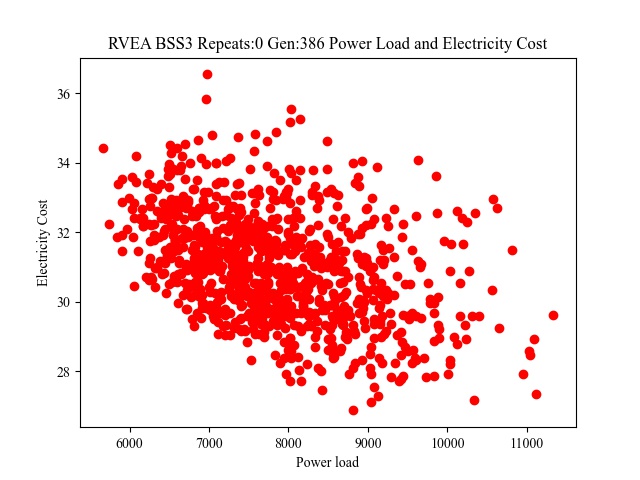 RVEA BSS3 Repeats:0 Gen:386 Power Load and Electricity Cost
36
34
32
30
28
Electricity Cost
6000 7000 8000 9000 10000 11000
Power load